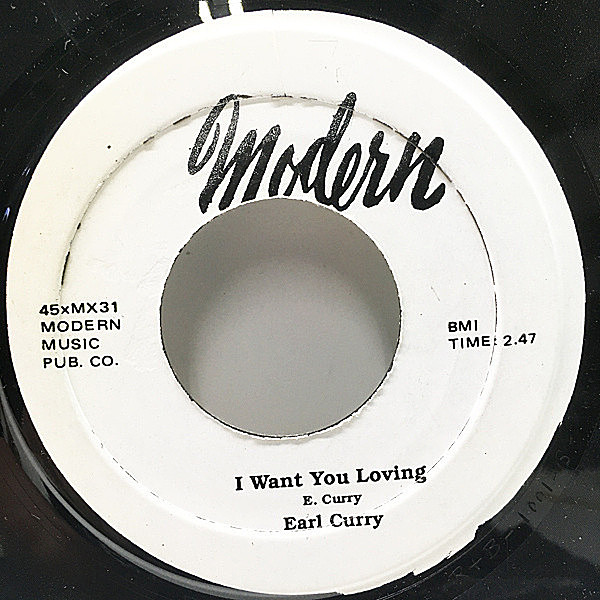 Modern
45xMX31
MODERN
MUSIC
PUB. CO.
BMI
TIME: 2.47
I Want You Loving
E. Curry
Earl Curry